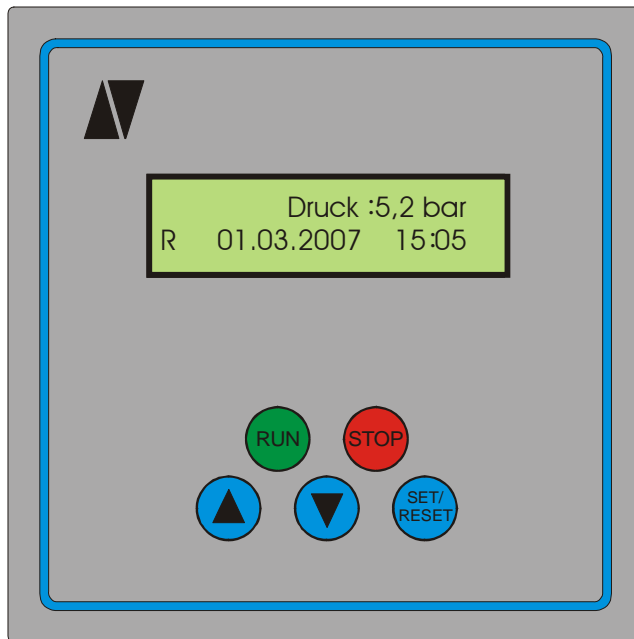 Druck :5,2 bar
R 01.03.2007 15:05
RUN STOP
SET/
RESET